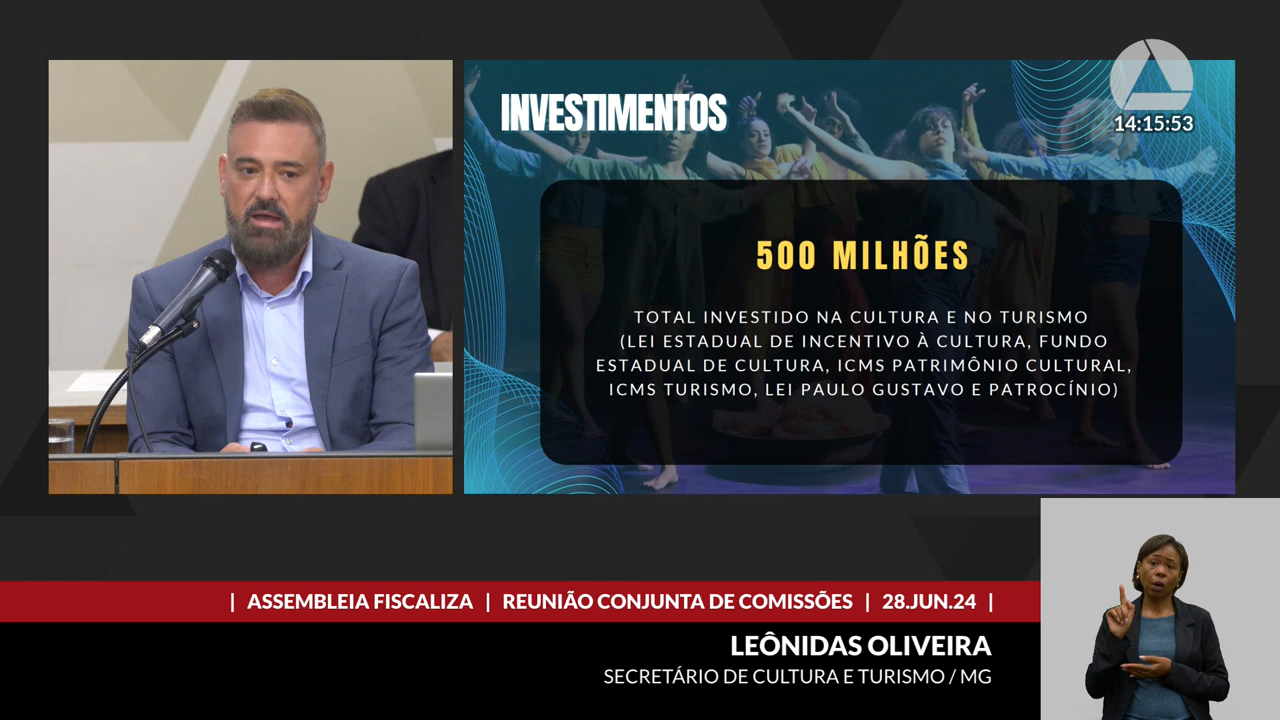 INVESTIMENTOS
14:15:53
500 MILHÕES
TOTAL INVESTIDO NA CULTURA E NO TURISMO
(LEI ESTADUAL DE INCENTIVO À CULTURA, FUNDO
ESTADUAL DE CULTURA, ICMS PATRIMÔNIO CULTURAL,
ICMS TURISMO, LEI PAULO GUSTAVO E PATROCÍNIO)
| ASSEMBLEIA FISCALIZA | REUNIÃO CONJUNTA DE COMISSÕES | 28.JUN.24 |
LEÔNIDAS OLIVEIRA
SECRETÁRIO DE CULTURA E TURISMO / MG